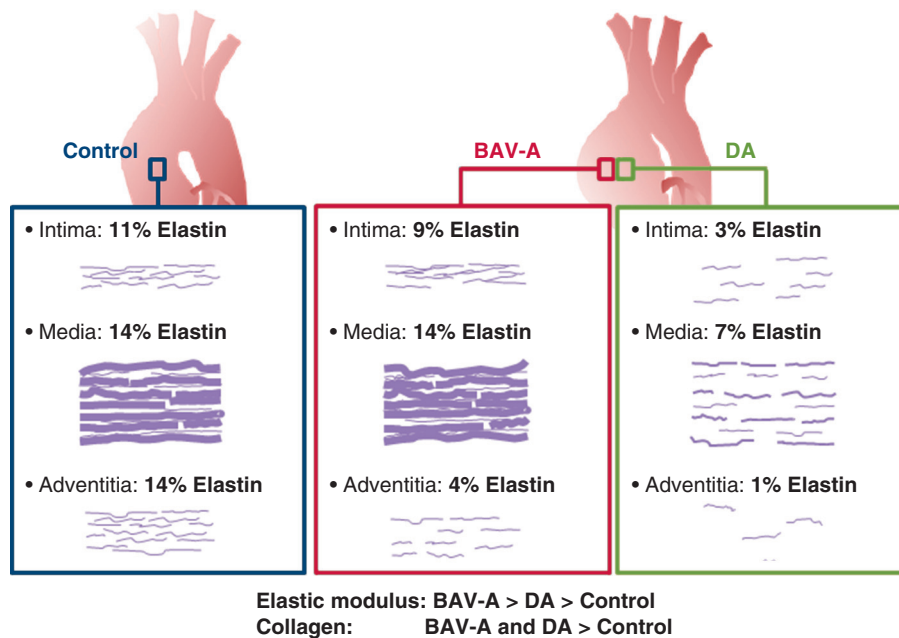 Control
BAV-A
DA
• Intima: 11% Elastin
• Media: 14% Elastin
• Adventitia: 14% Elastin
• Intima: 9% Elastin
• Media: 14% Elastin
• Adventitia: 4% Elastin
• Intima: 3% Elastin
• Media: 7% Elastin
• Adventitia: 1% Elastin
Elastic modulus: BAV-A > DA > Control
Collagen: BAV-A and DA > Control